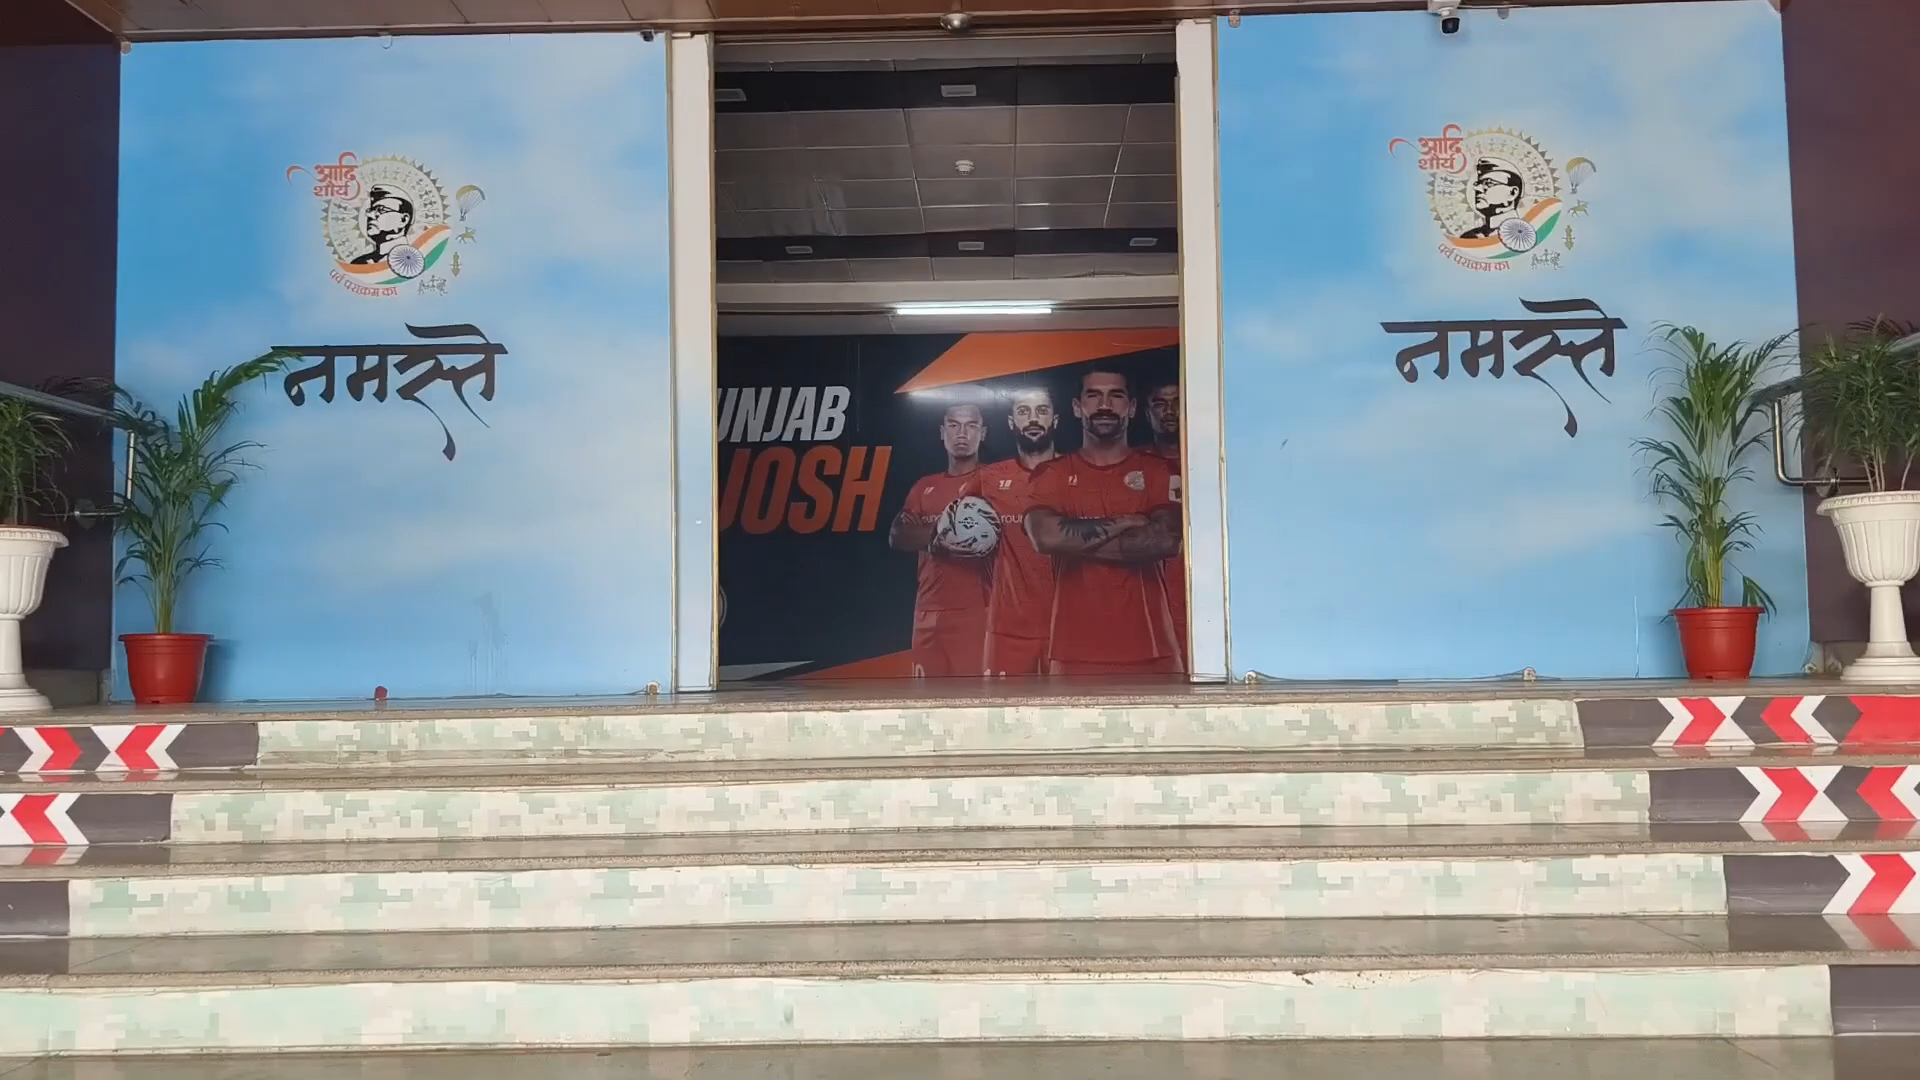 आदि
शौर्य
पर्व पराक्रम का
नमस्ते
UNJAB
JOSH
आदि
शौर्य
पर्व पराक्रम का
नमस्ते